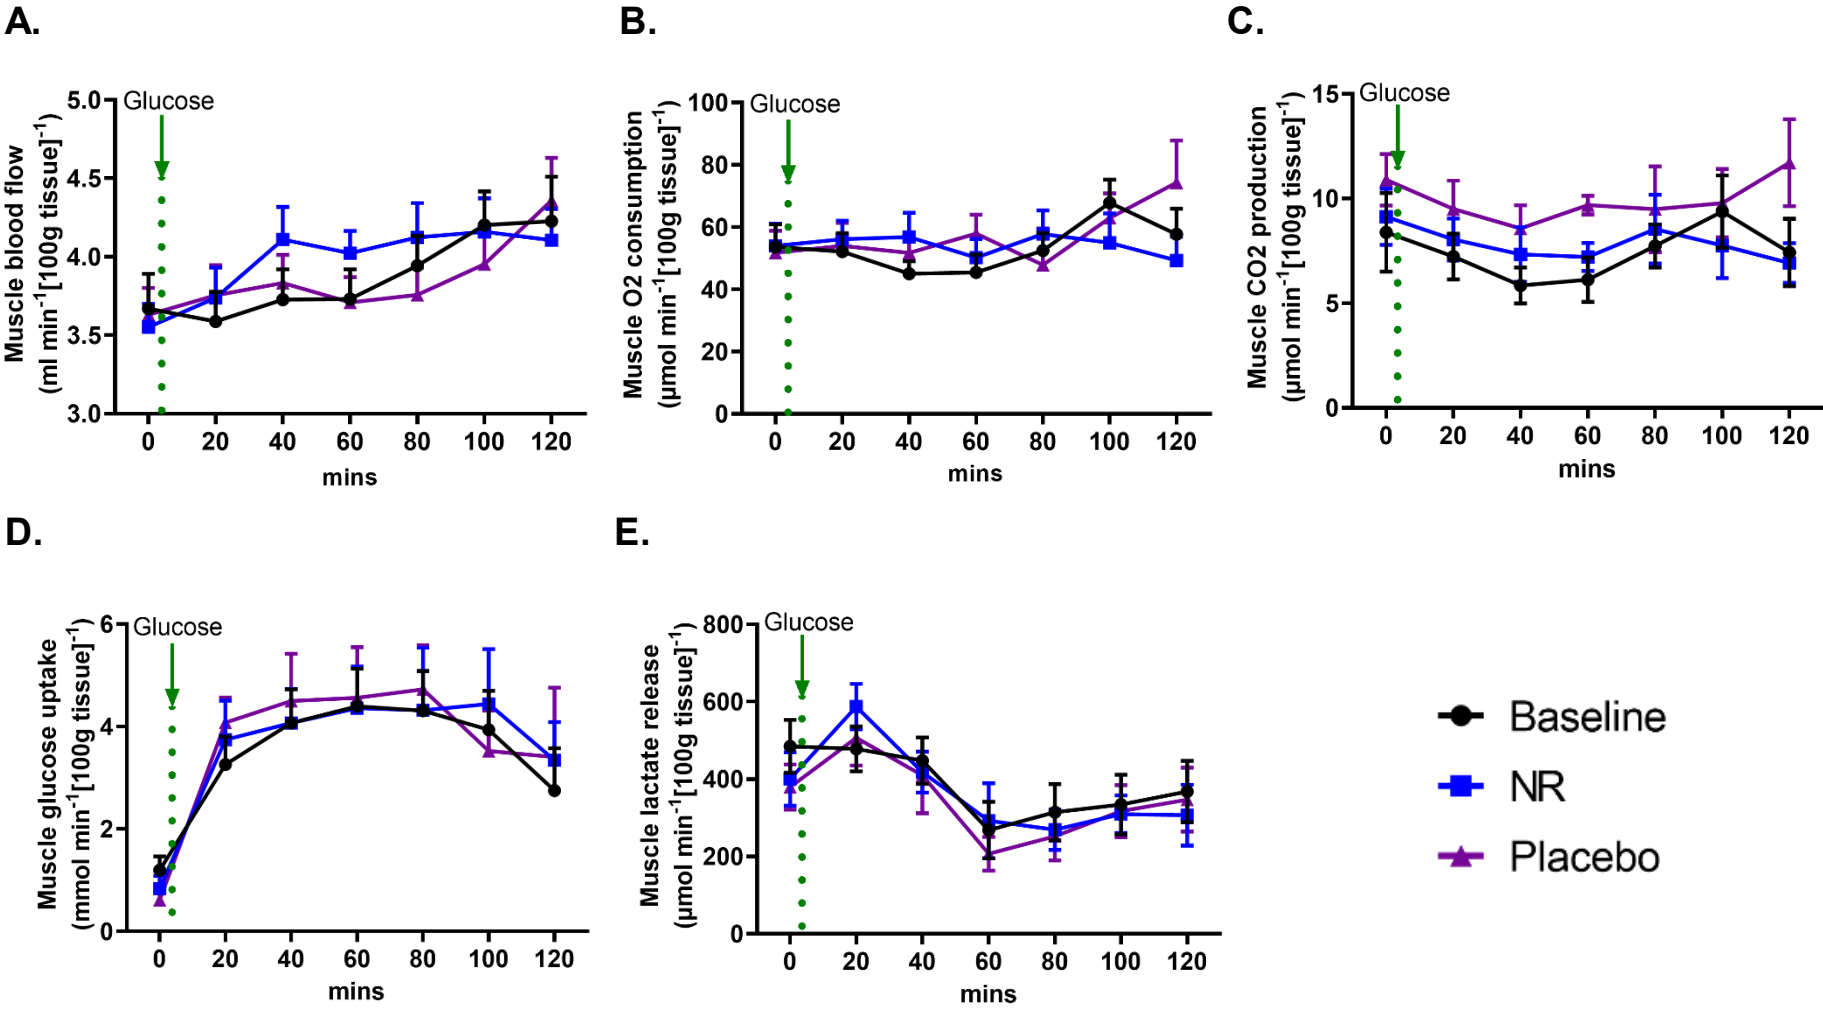 A.
Glucose
Muscle blood flow
(ml min⁻¹[100g tissue]⁻¹)
5.0
4.5
4.0
3.5
3.0
0 20 40 60 80 100 120
mins
B.
Glucose
Muscle O2 consumption
(µmol min⁻¹[100g tissue]⁻¹)
100
80
60
40
20
0
0 20 40 60 80 100 120
mins
C.
Glucose
Muscle CO2 production
(µmol min⁻¹[100g tissue]⁻¹)
15
10
5
0
0 20 40 60 80 100 120
mins
D.
Glucose
Muscle glucose uptake
(mmol min⁻¹[100g tissue]⁻¹)
6
4
2
0
0 20 40 60 80 100 120
mins
E.
Glucose
Muscle lactate release
(µmol min⁻¹[100g tissue]⁻¹)
800
600
400
200
0
0 20 40 60 80 100 120
mins
Baseline
NR
Placebo